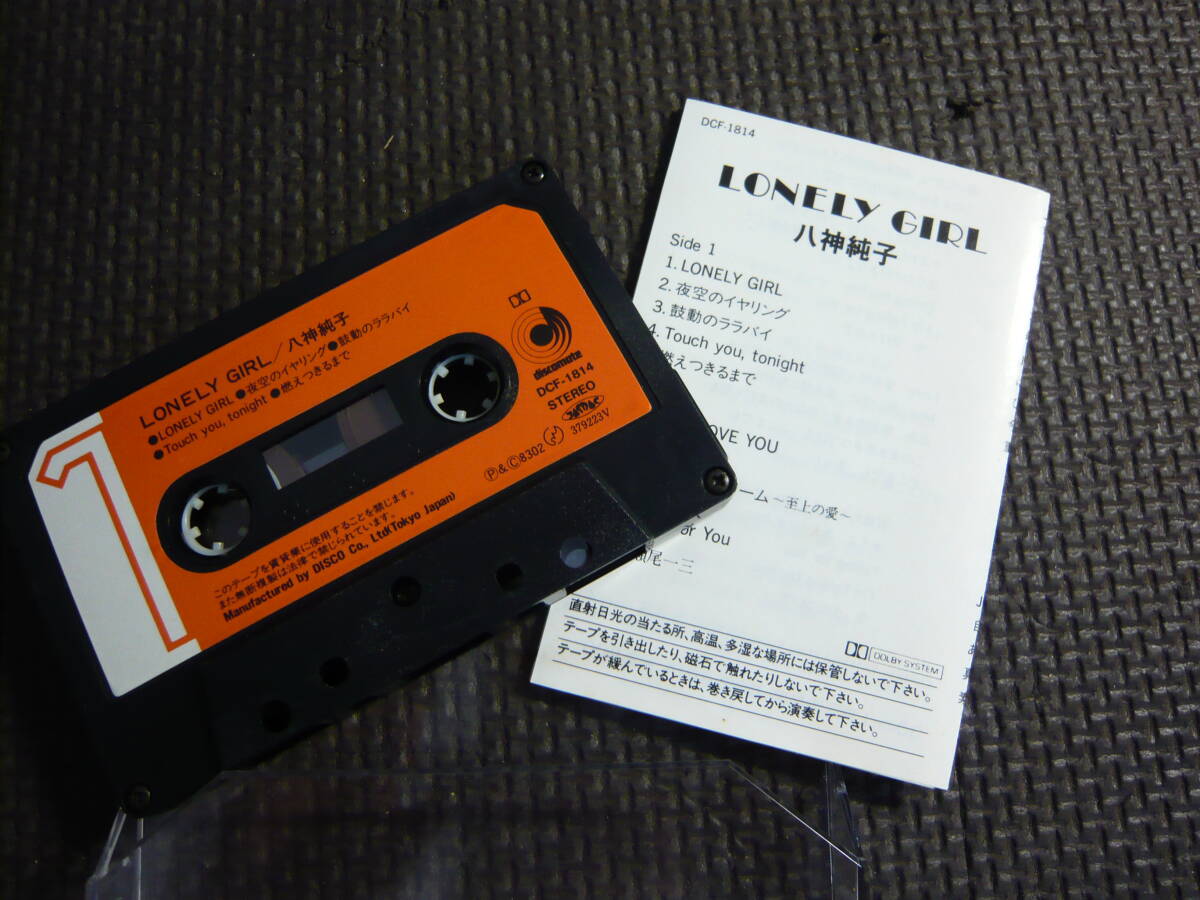 1
LONELY GIRL/八神純子
●LONELY GIRL ●夜空のイヤリング ●鼓動のララバイ
●Touch you, tonight ●燃えつきるまで
discomate
DCF-1814
STEREO
379223V
Ⓟ&Ⓒ8302
このテープを賃貸業に使用することを禁じます。
また無断複製は法律で禁じられています。
Manufactured by DISCO Co., Ltd(Tokyo Japan)
DCF-1814
LONELY GIRL
八神純子
Side 1
1. LONELY GIRL
2. 夜空のイヤリング
3. 鼓動のララバイ
4. Touch you, tonight
燃えつきるまで
OVE YOU
ーム ～至上の愛～
or You
尾一三
DOLBY SYSTEM
直射日光の当たる所、高温、多湿な場所には保管しないで下さい。
テープを引き出したり、磁石で触れたりしないで下さい。
テープが緩んでいるときは、巻き戻してから演奏して下さい。